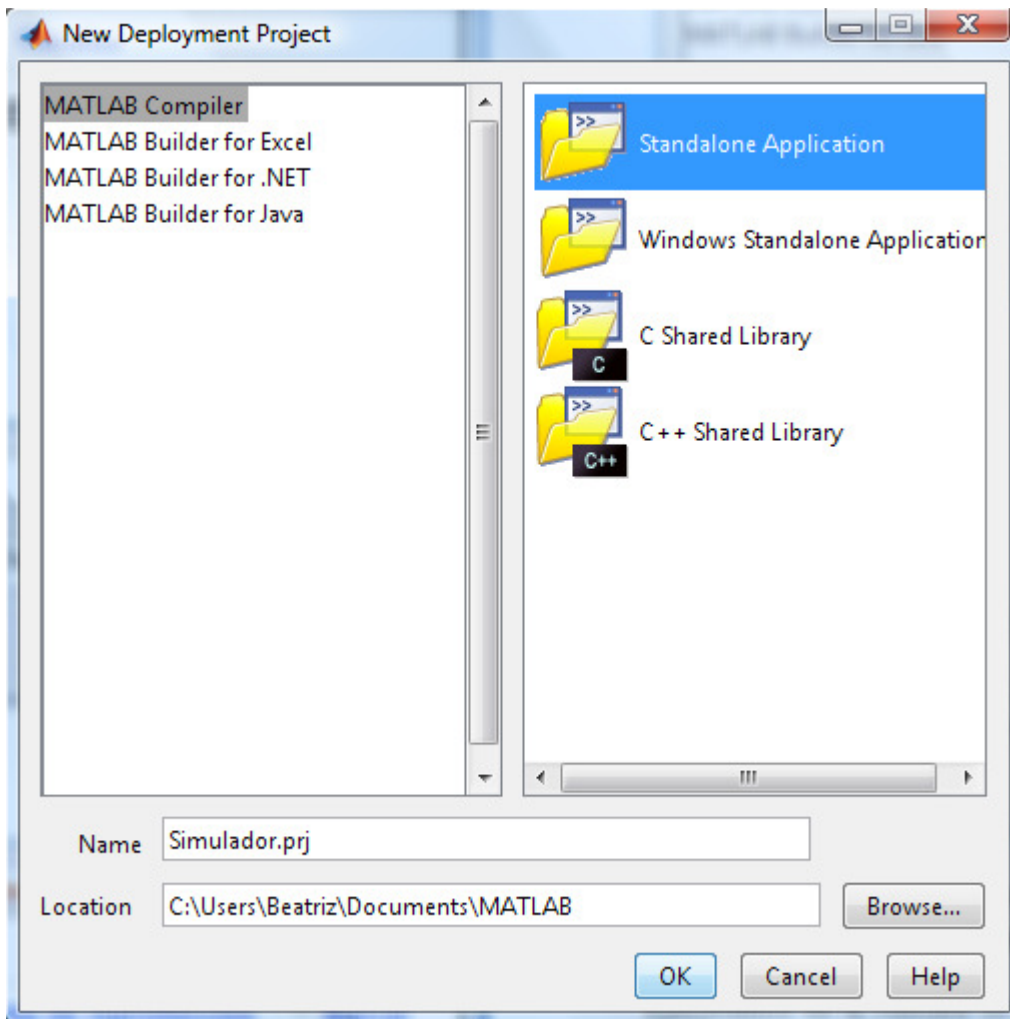 New Deployment Project
MATLAB Compiler
MATLAB Builder for Excel
MATLAB Builder for .NET
MATLAB Builder for Java
>>
Standalone Application
>>
Windows Standalone Application
>>
C
C Shared Library
>>
C++
C++ Shared Library
Name
Simulador.prj
Location
C:\Users\Beatriz\Documents\MATLAB
Browse...
OK
Cancel
Help